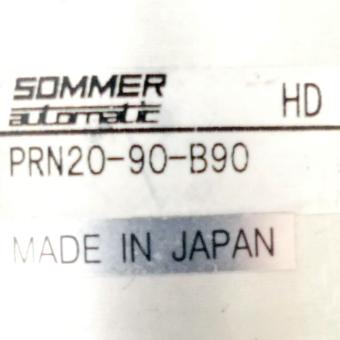 SOMMER HD
automatic
PRN20-90-B90
MADE IN JAPAN